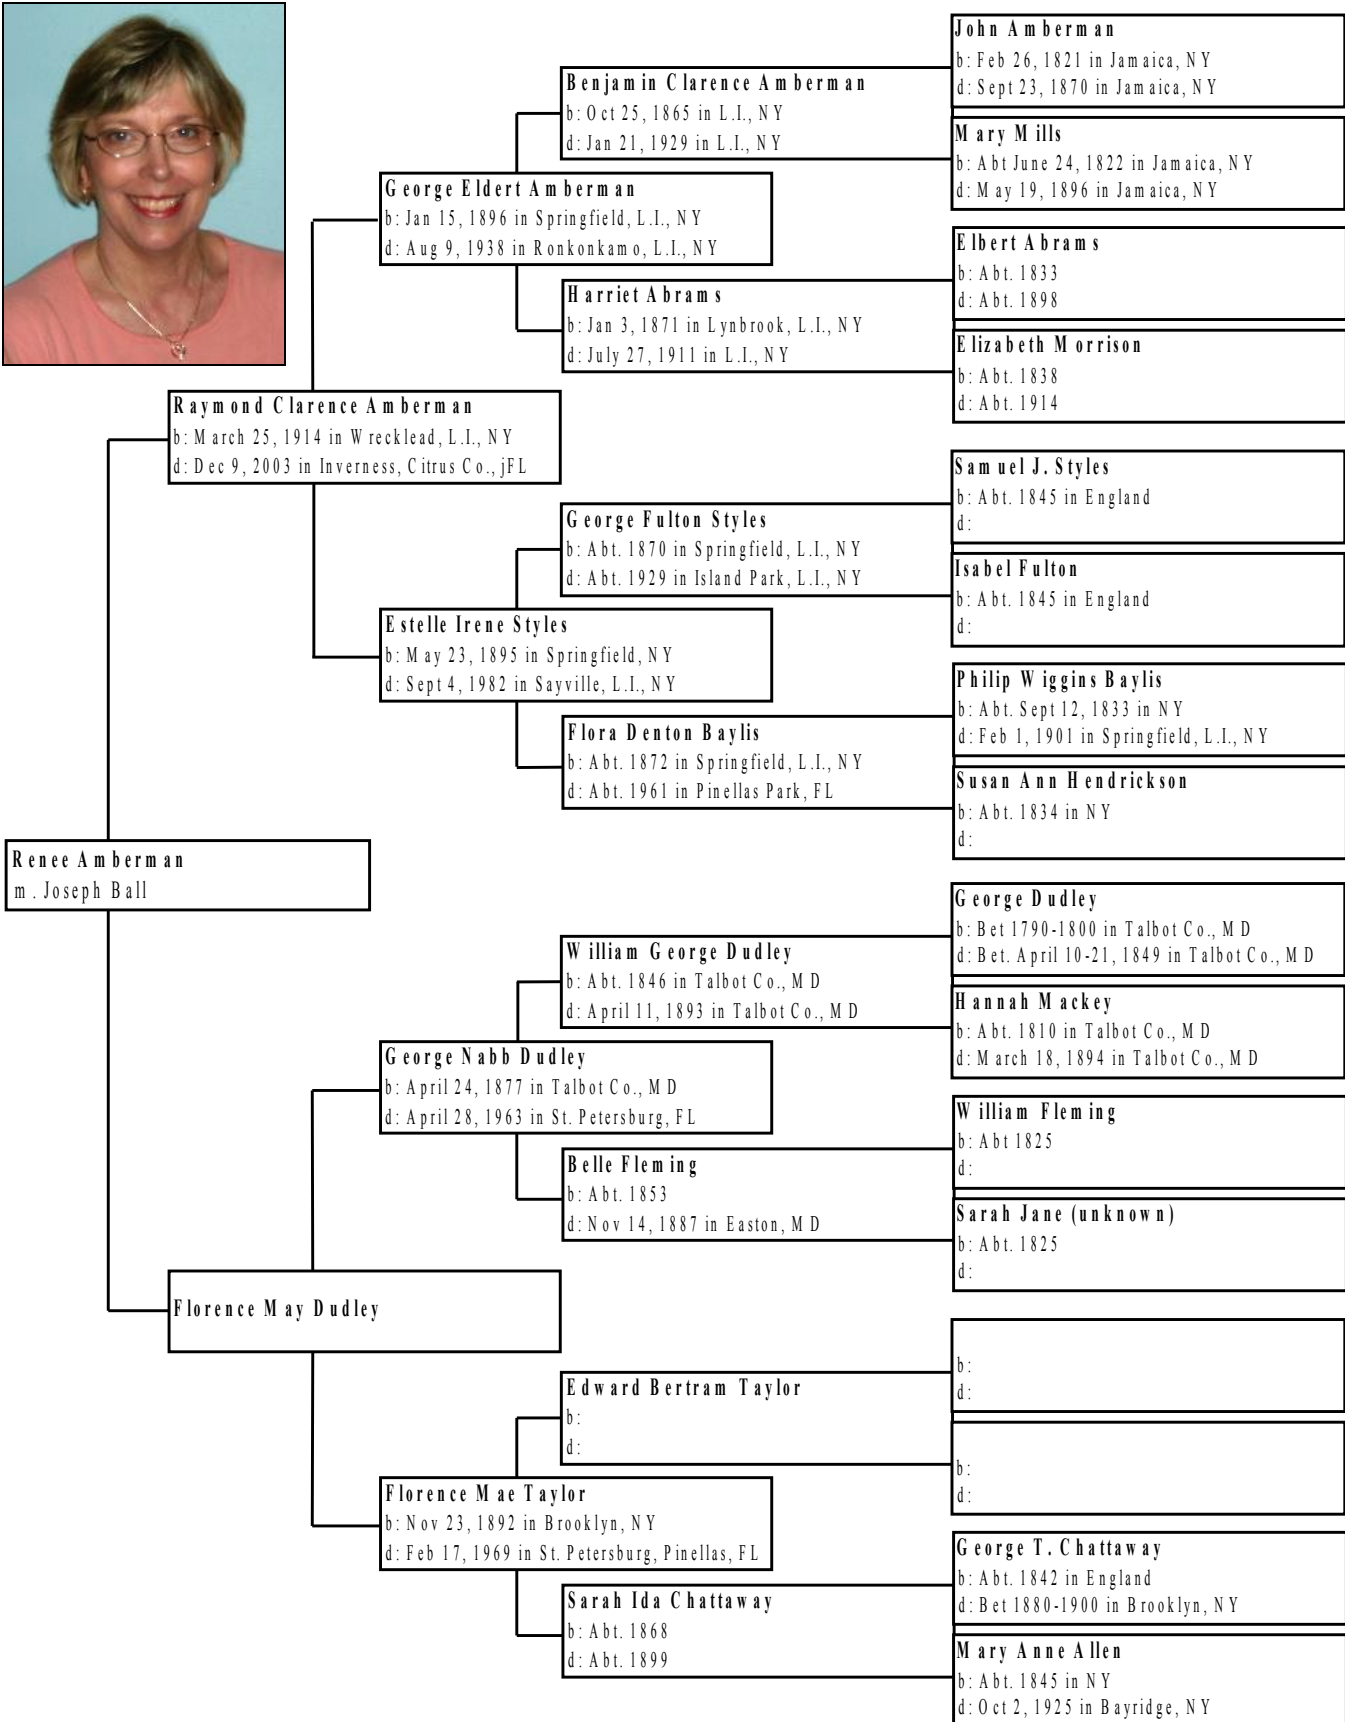 John Amberman
b: Feb 26, 1821 in Jamaica, NY
d: Sept 23, 1870 in Jamaica, NY
Benjamin Clarence Amberman
b: Oct 25, 1865 in L.I., NY
d: Jan 21, 1929 in L.I., NY
Mary Mills
b: Abt June 24, 1822 in Jamaica, NY
d: May 19, 1896 in Jamaica, NY
George Eldert Amberman
b: Jan 15, 1896 in Springfield, L.I., NY
d: Aug 9, 1938 in Ronkonkamo, L.I., NY
Elbert Abrams
b: Abt. 1833
d: Abt. 1898
Harriet Abrams
b: Jan 3, 1871 in Lynbrook, L.I., NY
d: July 27, 1911 in L.I., NY
Elizabeth Morrison
b: Abt. 1838
d: Abt. 1914
Raymond Clarence Amberman
b: March 25, 1914 in Wrecklead, L.I., NY
d: Dec 9, 2003 in Inverness, Citrus Co., jFL
Samuel J. Styles
b: Abt. 1845 in England
d:
George Fulton Styles
b: Abt. 1870 in Springfield, L.I., NY
d: Abt. 1929 in Island Park, L.I., NY
Isabel Fulton
b: Abt. 1845 in England
d:
Estelle Irene Styles
b: May 23, 1895 in Springfield, NY
d: Sept 4, 1982 in Sayville, L.I., NY
Philip Wiggins Baylis
b: Abt. Sept 12, 1833 in NY
d: Feb 1, 1901 in Springfield, L.I., NY
Flora Denton Baylis
b: Abt. 1872 in Springfield, L.I., NY
d: Abt. 1961 in Pinellas Park, FL
Susan Ann Hendrickson
b: Abt. 1834 in NY
d:
Renee Amberman
m. Joseph Ball
George Dudley
b: Bet 1790-1800 in Talbot Co., MD
d: Bet. April 10-21, 1849 in Talbot Co., MD
William George Dudley
b: Abt. 1846 in Talbot Co., MD
d: April 11, 1893 in Talbot Co., MD
Hannah Mackey
b: Abt. 1810 in Talbot Co., MD
d: March 18, 1894 in Talbot Co., MD
George Nabb Dudley
b: April 24, 1877 in Talbot Co., MD
d: April 28, 1963 in St. Petersburg, FL
William Fleming
b: Abt 1825
d:
Belle Fleming
b: Abt. 1853
d: Nov 14, 1887 in Easton, MD
Sarah Jane (unknown)
b: Abt. 1825
d:
Florence May Dudley
b:
d:
Edward Bertram Taylor
b:
d:
b:
d:
Florence Mae Taylor
b: Nov 23, 1892 in Brooklyn, NY
d: Feb 17, 1969 in St. Petersburg, Pinellas, FL
George T. Chattaway
b: Abt. 1842 in England
d: Bet 1880-1900 in Brooklyn, NY
Sarah Ida Chattaway
b: Abt. 1868
d: Abt. 1899
Mary Anne Allen
b: Abt. 1845 in NY
d: Oct 2, 1925 in Bayridge, NY